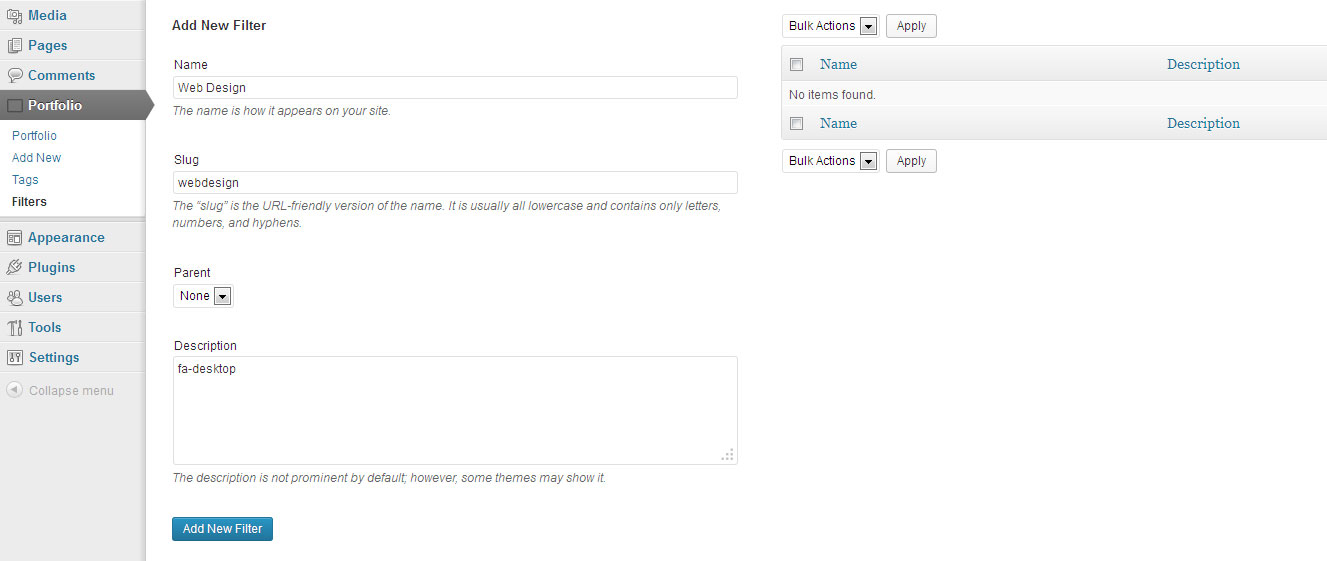 Media
Pages
Comments
Portfolio
Portfolio
Add New
Tags
Filters
Appearance
Plugins
Users
Tools
Settings
Collapse menu
Add New Filter
Name
Web Design
The name is how it appears on your site.
Slug
webdesign
The “slug” is the URL-friendly version of the name. It is usually all lowercase and contains only letters,
numbers, and hyphens.
Parent
None
Description
fa-desktop
The description is not prominent by default; however, some themes may show it.
Add New Filter
Bulk Actions Apply
Name Description
No items found.
Name Description
Bulk Actions Apply